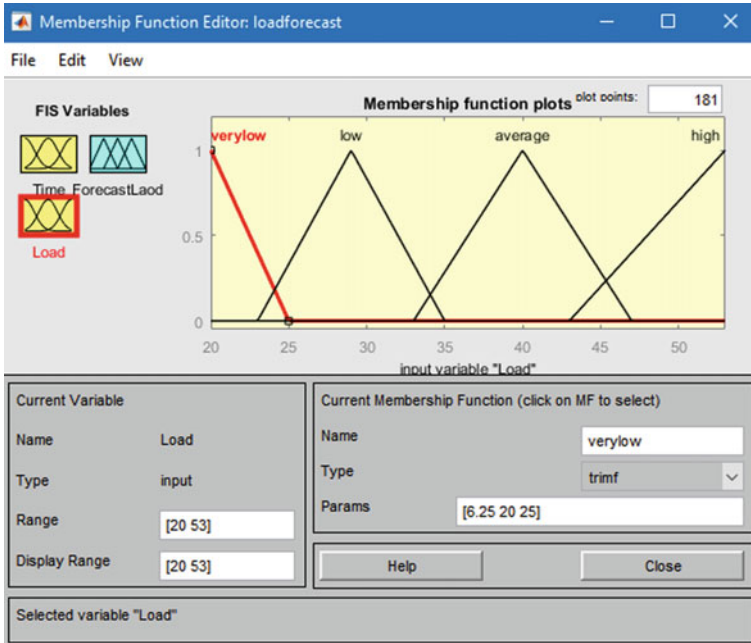 Membership Function Editor: loadforecast
File Edit View
FIS Variables
Membership function plots plot points: 181
verylow low average high
1
0.5
0
Time ForecastLaod
Load
20 25 30 35 40 45 50
input variable "Load"
Current Variable
Name Load
Type input
Range [20 53]
Display Range [20 53]
Current Membership Function (click on MF to select)
Name verylow
Type trimf
Params [6.25 20 25]
Help Close
Selected variable "Load"